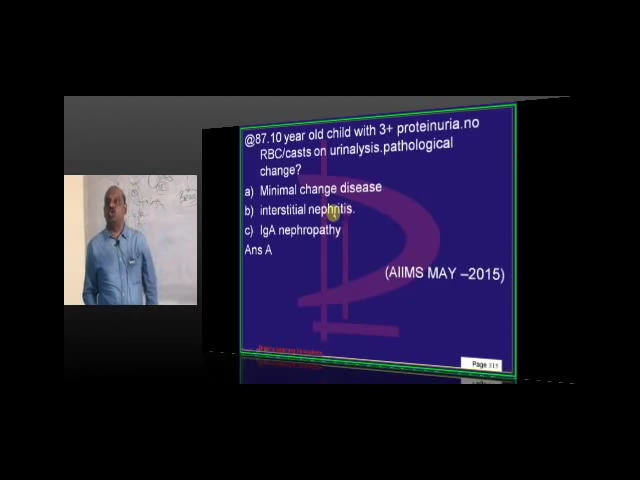 @87.10 year old child with 3+ proteinuria.no
RBC/casts on urinalysis.pathological
change?
a) Minimal change disease
b) interstitial nephritis.
c) IgA nephropathy
Ans A
(AIIMS MAY –2015)
Page 111